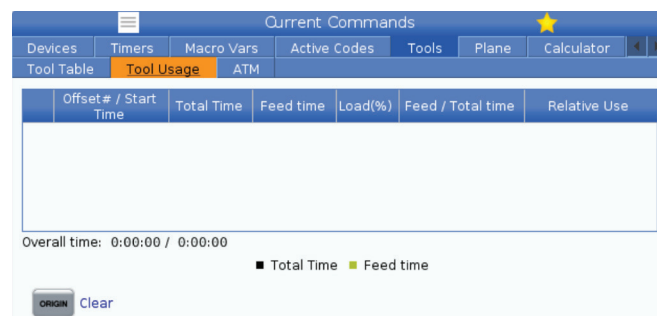 Current Commands
Devices Timers Macro Vars Active Codes Tools Plane Calculator
Tool Table Tool Usage ATM
Offset# / Start Time Total Time Feed time Load(%) Feed / Total time Relative Use
Overall time: 0:00:00 / 0:00:00
Total Time Feed time
ORIGIN Clear